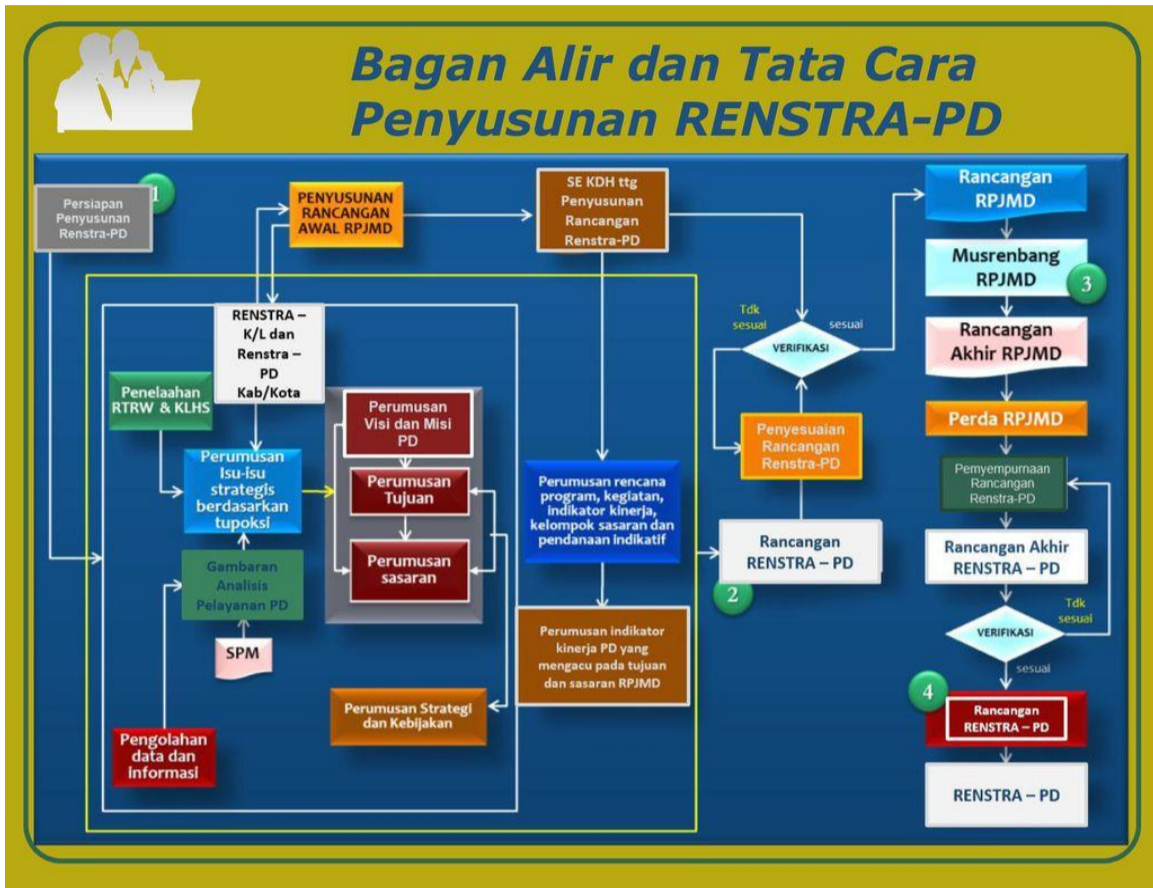 Bagan Alir dan Tata Cara
Penyusunan RENSTRA-PD
1
Persiapan
Penyusunan
Renstra-PD
PENYUSUNAN
RANCANGAN
AWAL RPJMD
SE KDH ttg
Penyusunan
Rancangan
Renstra-PD
RENSTRA –
K/L dan
Renstra –
PD
Kab/Kota
Penelaahan
RTRW & KLHS
Perumusan
Isu-isu
strategis
berdasarkan
tupoksi
Gambaran
Analisis
Pelayanan PD
SPM
Pengolahan
data dan
informasi
Perumusan
Visi dan Misi
PD
Perumusan
Tujuan
Perumusan
sasaran
Perumusan Strategi
dan Kebijakan
Perumusan rencana
program, kegiatan,
indikator kinerja,
kelompok sasaran dan
pendanaan indikatif
Perumusan indikator
kinerja PD yang
mengacu pada tujuan
dan sasaran RPJMD
Tdk
sesuai
sesuai
VERIFIKASI
Penyesuaian
Rancangan
Renstra-PD
Rancangan
RENSTRA – PD
2
Rancangan
RPJMD
Musrenbang
RPJMD
3
Rancangan
Akhir RPJMD
Perda RPJMD
Pemyempurnaan
Rancangan
Renstra-PD
Rancangan Akhir
RENSTRA – PD
Tdk
sesuai
VERIFIKASI
sesuai
4
Rancangan
RENSTRA – PD
RENSTRA – PD